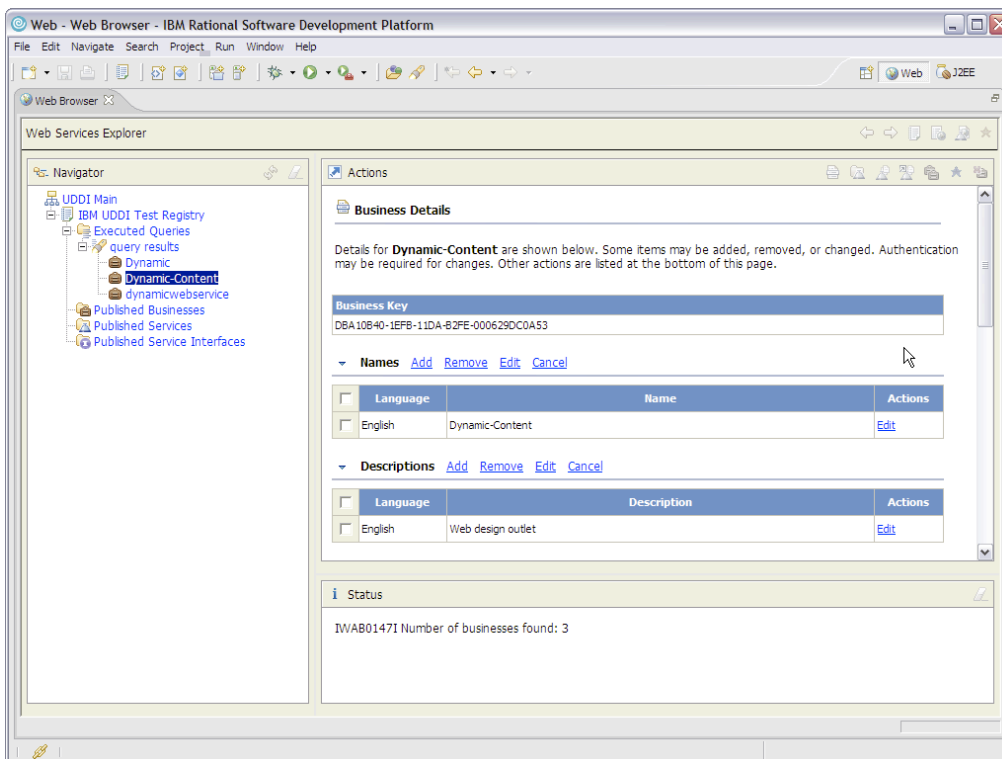 Web - Web Browser - IBM Rational Software Development Platform
File Edit Navigate Search Project Run Window Help
Web J2EE
Web Browser
Web Services Explorer
Navigator
UDDI Main
IBM UDDI Test Registry
Executed Queries
query results
Dynamic
Dynamic-Content
dynamicwebservice
Published Businesses
Published Services
Published Service Interfaces
Actions
Business Details
Details for Dynamic-Content are shown below. Some items may be added, removed, or changed. Authentication
may be required for changes. Other actions are listed at the bottom of this page.
Business Key
DBA10B40-1EFB-11DA-B2FE-000629DC0A53
Names Add Remove Edit Cancel
Language Name Actions
English Dynamic-Content Edit
Descriptions Add Remove Edit Cancel
Language Description Actions
English Web design outlet Edit
i Status
IWAB0147I Number of businesses found: 3